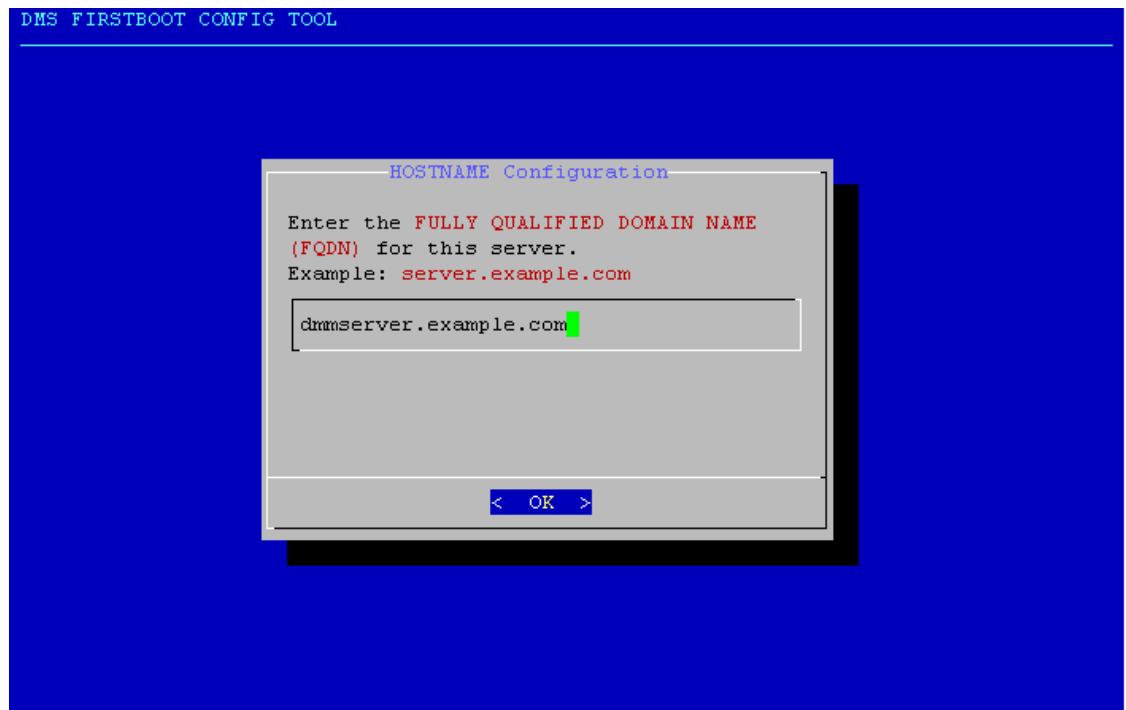 DMS FIRSTBOOT CONFIG TOOL
HOSTNAME Configuration
Enter the FULLY QUALIFIED DOMAIN NAME
(FQDN) for this server.
Example: server.example.com
dmmserver.example.com
< OK >